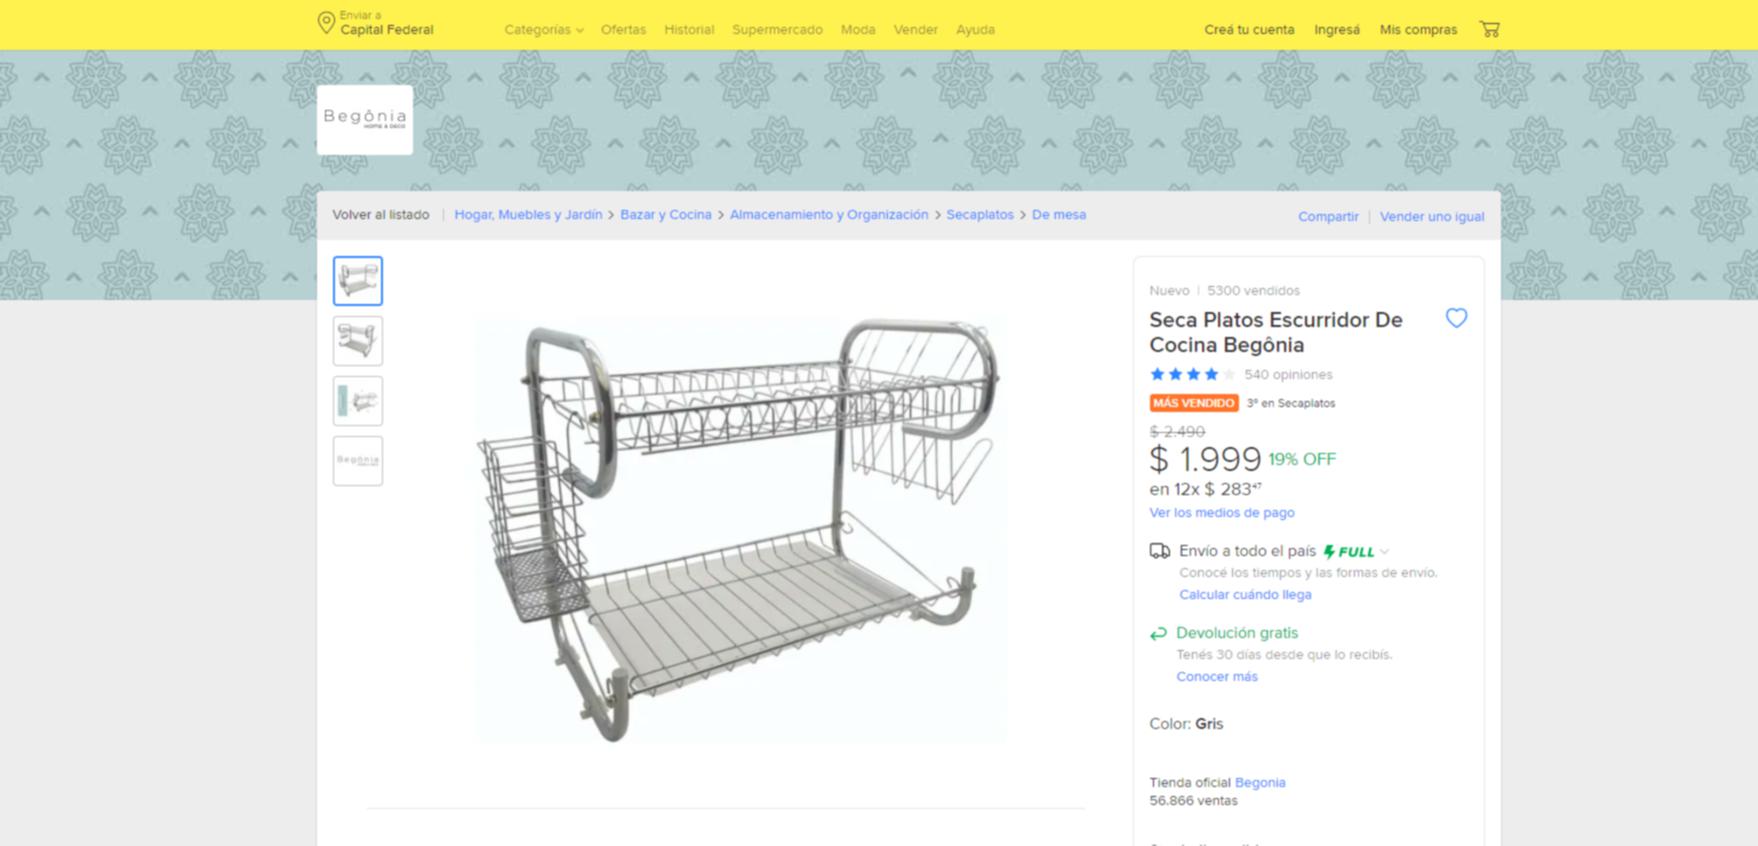 Enviar a
Capital Federal
Categorías Ofertas Historial Supermercado Moda Vender Ayuda
Creá tu cuenta Ingresá Mis compras
Begônia
HOME & DECO
Volver al listado | Hogar, Muebles y Jardín > Bazar y Cocina > Almacenamiento y Organización > Secaplatos > De mesa
Compartir | Vender uno igual
Begônia
Nuevo | 5300 vendidos
Seca Platos Escurridor De
Cocina Begônia
540 opiniones
MÁS VENDIDO 3º en Secaplatos
$ 2.490
$ 1.999 19% OFF
en 12x $ 283⁴⁷
Ver los medios de pago
Envío a todo el país FULL
Conocé los tiempos y las formas de envío.
Calcular cuándo llega
Devolución gratis
Tenés 30 días desde que lo recibís.
Conocer más
Color: Gris
Tienda oficial Begonia
56.866 ventas